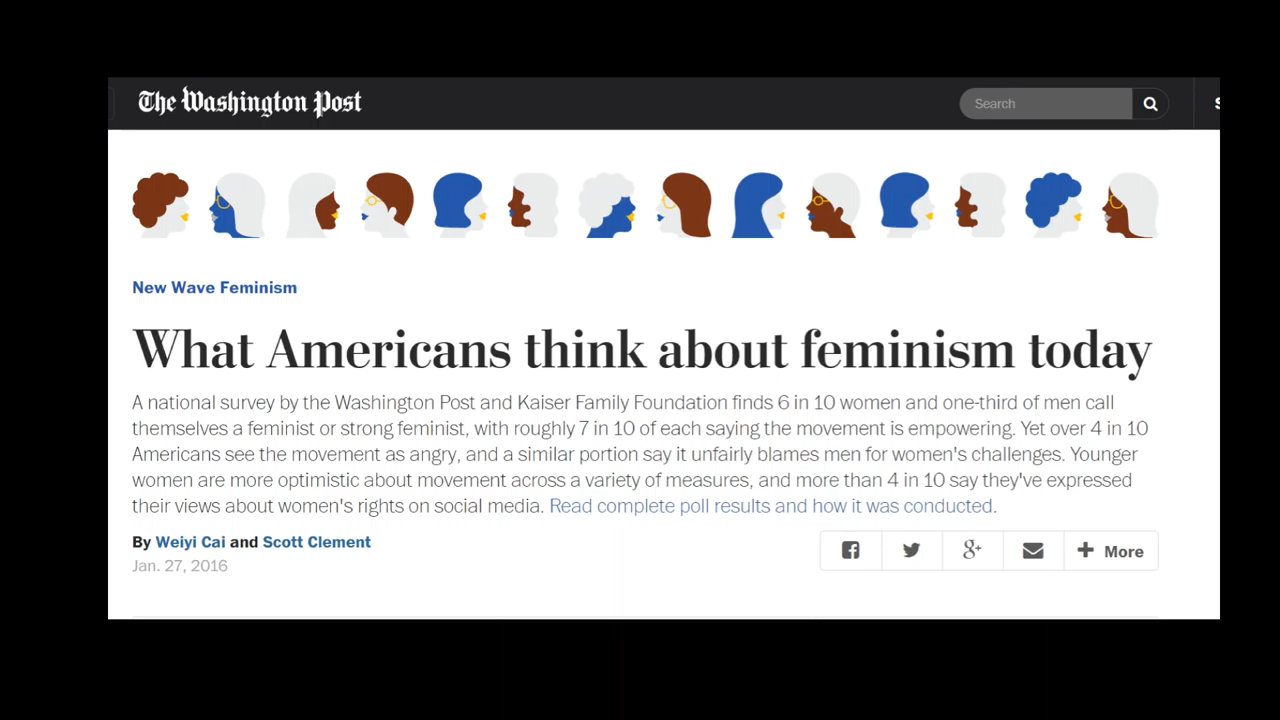 The Washington Post
Search
S
New Wave Feminism
What Americans think about feminism today
A national survey by the Washington Post and Kaiser Family Foundation finds 6 in 10 women and one-third of men call
themselves a feminist or strong feminist, with roughly 7 in 10 of each saying the movement is empowering. Yet over 4 in 10
Americans see the movement as angry, and a similar portion say it unfairly blames men for women's challenges. Younger
women are more optimistic about movement across a variety of measures, and more than 4 in 10 say they've expressed
their views about women's rights on social media. Read complete poll results and how it was conducted.
By Weiyi Cai and Scott Clement
Jan. 27, 2016
g+
+ More